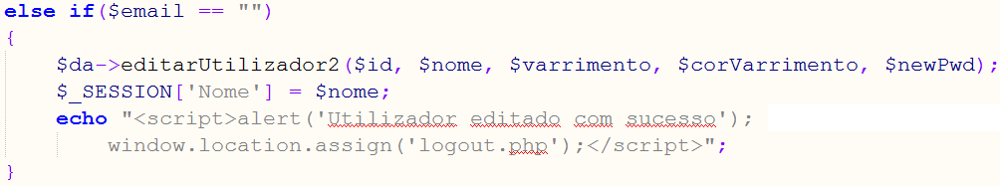 else if($email == "")
{
$da->editarUtilizador2($id, $nome, $varrimento, $corVarrimento, $newPwd);
$_SESSION['Nome'] = $nome;
echo "<script>alert('Utilizador editado com sucesso');
window.location.assign('logout.php');</script>";
}